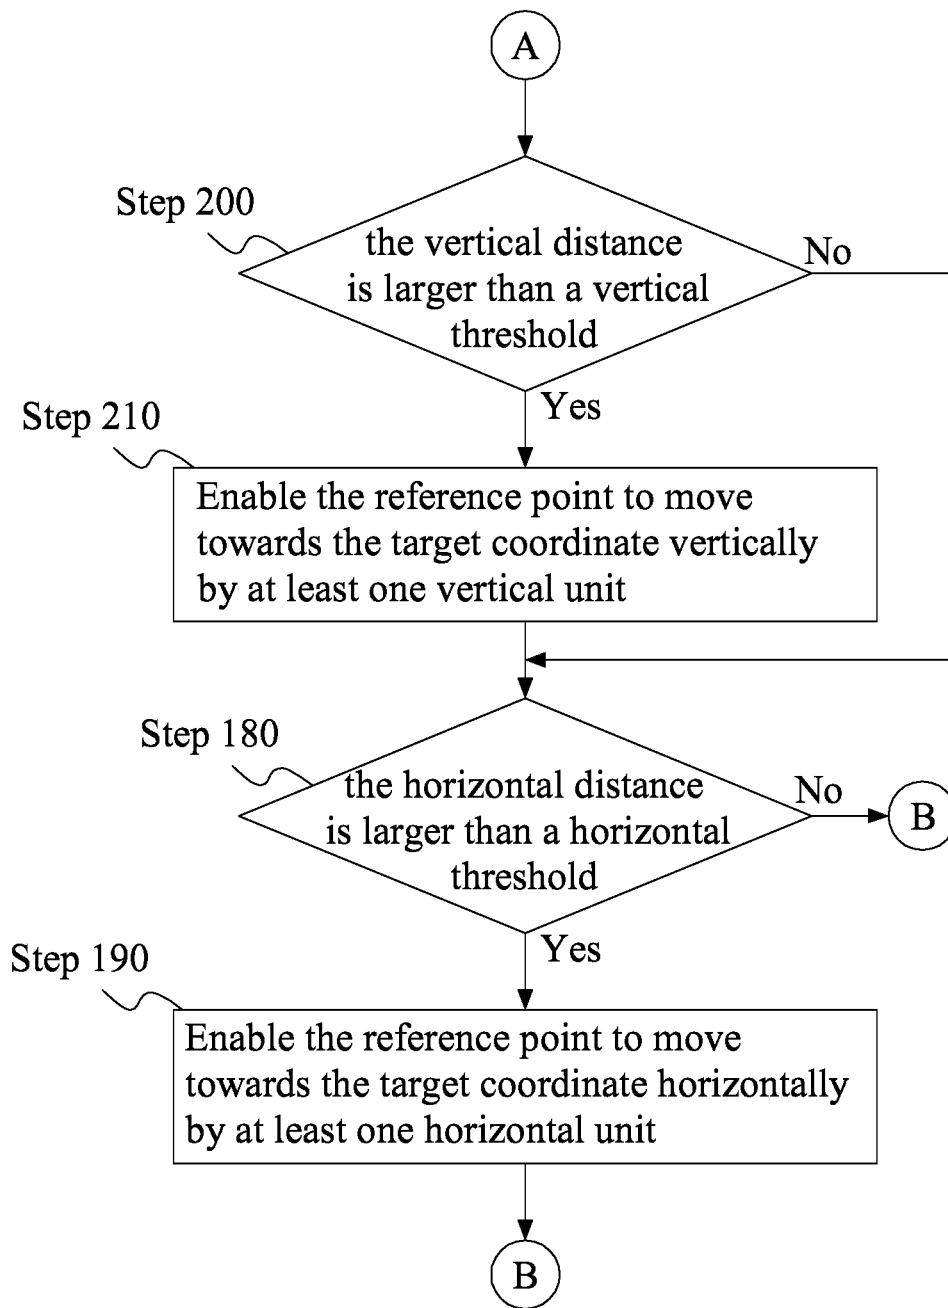 A
Step 200
the vertical distance
is larger than a vertical
threshold
No
Yes
Step 210
Enable the reference point to move
towards the target coordinate vertically
by at least one vertical unit
Step 180
the horizontal distance
is larger than a horizontal
threshold
No
B
Yes
Step 190
Enable the reference point to move
towards the target coordinate horizontally
by at least one horizontal unit
B